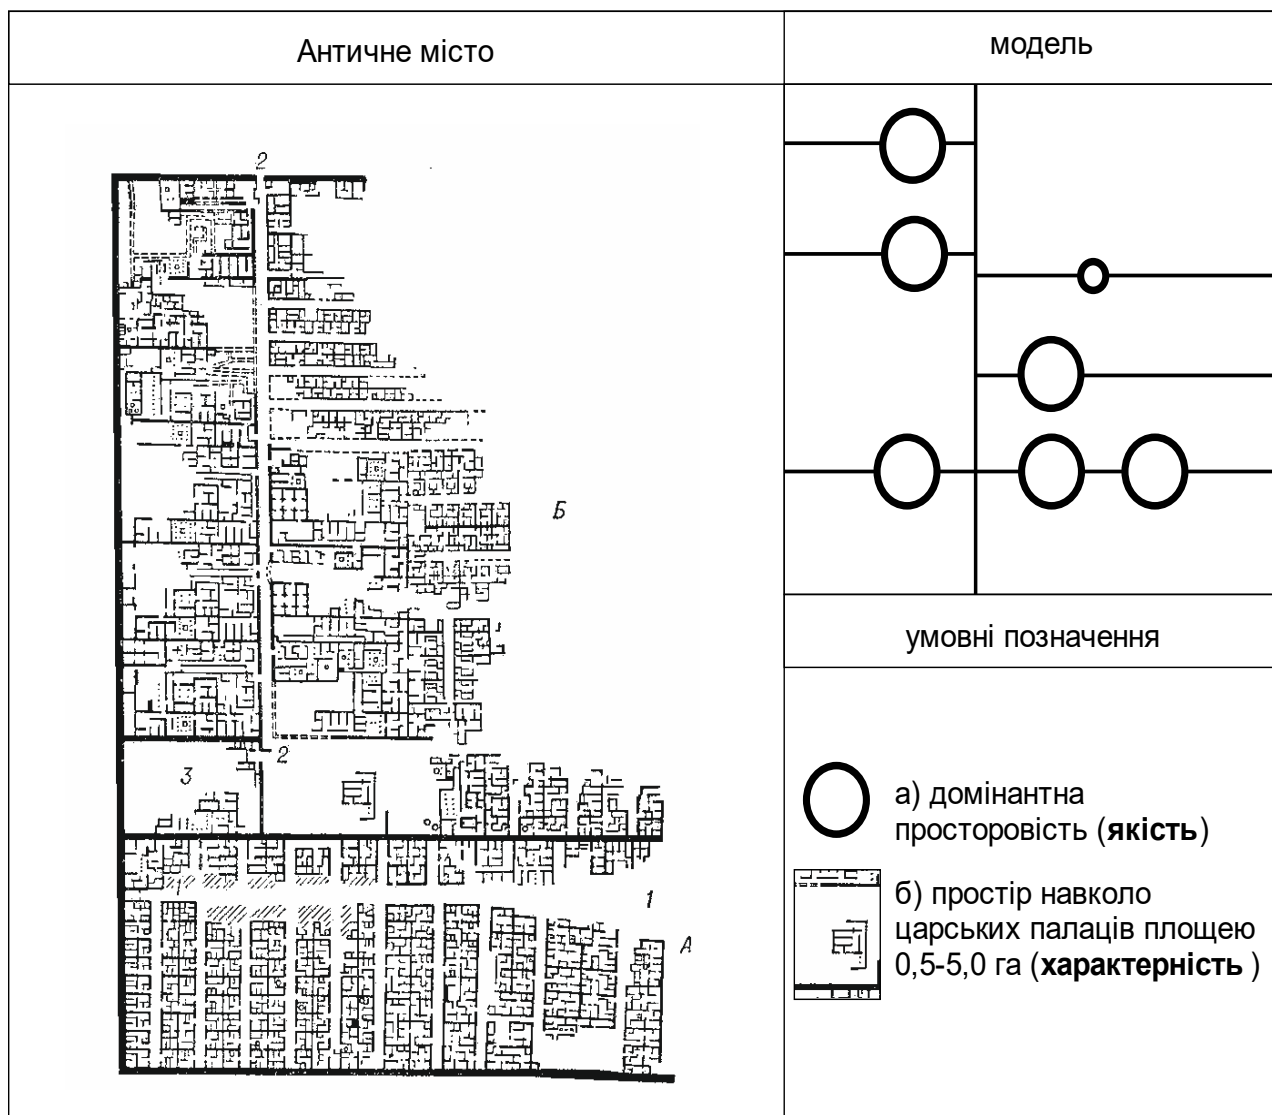 Античне місто
модель
2
Б
2
3
1
А
умовні позначення
а) домінантна
просторовість (якість)
б) простір навколо
царських палаців площею
0,5-5,0 га (характерність )